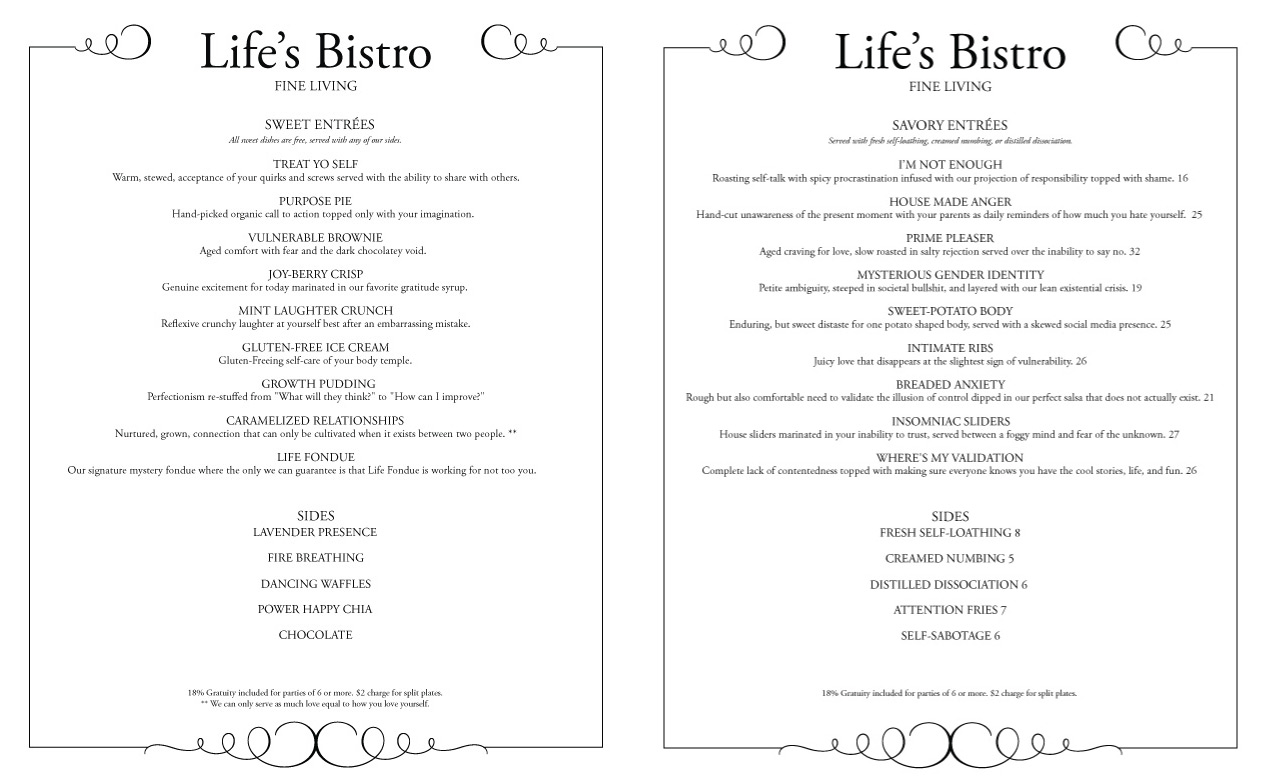 Life's Bistro
FINE LIVING
SWEET ENTRÉES
All sweet dishes are free, served with any of our sides.
TREAT YO SELF
Warm, stewed, acceptance of your quirks and screws served with the ability to share with others.
PURPOSE PIE
Hand-picked organic call to action topped only with your imagination.
VULNERABLE BROWNIE
Aged comfort with fear and the dark chocolatey void.
JOY-BERRY CRISP
Genuine excitement for today marinated in our favorite gratitude syrup.
MINT LAUGHTER CRUNCH
Reflexive crunchy laughter at yourself best after an embarrassing mistake.
GLUTEN-FREE ICE CREAM
Gluten-Freeing self-care of your body temple.
GROWTH PUDDING
Perfectionism re-stuffed from "What will they think?" to "How can I improve?"
CARAMELIZED RELATIONSHIPS
Nurtured, grown, connection that can only be cultivated when it exists between two people. **
LIFE FONDUE
Our signature mystery fondue where the only we can guarantee is that Life Fondue is working for not too you.
SIDES
LAVENDER PRESENCE
FIRE BREATHING
DANCING WAFFLES
POWER HAPPY CHIA
CHOCOLATE
18% Gratuity included for parties of 6 or more. $2 charge for split plates.
** We can only serve as much love equal to how you love yourself.
Life's Bistro
FINE LIVING
SAVORY ENTRÉES
Served with fresh self-loathing, creamed numbing, or distilled dissociation.
I'M NOT ENOUGH
Roasting self-talk with spicy procrastination infused with our projection of responsibility topped with shame. 16
HOUSE MADE ANGER
Hand-cut unawareness of the present moment with your parents as daily reminders of how much you hate yourself. 25
PRIME PLEASER
Aged craving for love, slow roasted in salty rejection served over the inability to say no. 32
MYSTERIOUS GENDER IDENTITY
Petite ambiguity, steeped in societal bullshit, and layered with our lean existential crisis. 19
SWEET-POTATO BODY
Enduring, but sweet distaste for one potato shaped body, served with a skewed social media presence. 25
INTIMATE RIBS
Juicy love that disappears at the slightest sign of vulnerability. 26
BREADED ANXIETY
Rough but also comfortable need to validate the illusion of control dipped in our perfect salsa that does not actually exist. 21
INSOMNIAC SLIDERS
House sliders marinated in your inability to trust, served between a foggy mind and fear of the unknown. 27
WHERE'S MY VALIDATION
Complete lack of contentedness topped with making sure everyone knows you have the cool stories, life, and fun. 26
SIDES
FRESH SELF-LOATHING 8
CREAMED NUMBING 5
DISTILLED DISSOCIATION 6
ATTENTION FRIES 7
SELF-SABOTAGE 6
18% Gratuity included for parties of 6 or more. $2 charge for split plates.